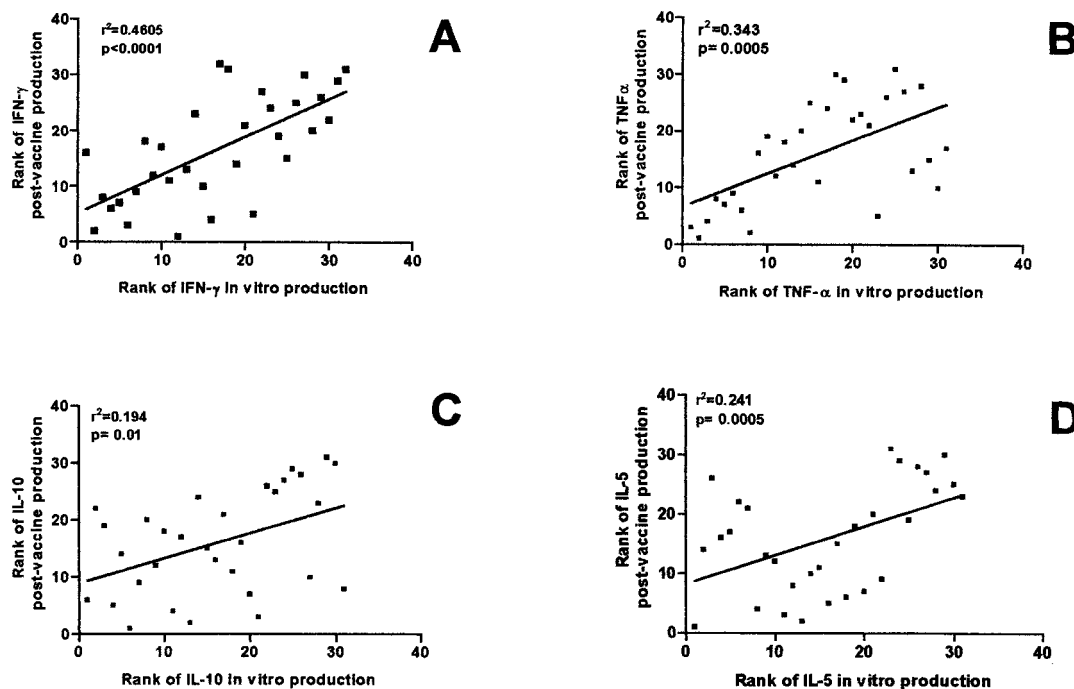 A
r²=0.4605
p<0.0001
Rank of IFN-γ
post-vaccine production
40
30
20
10
0
0 10 20 30 40
Rank of IFN-γ in vitro production
B
r²=0.343
p= 0.0005
Rank of TNFα
post-vaccine production
40
30
20
10
0
0 10 20 30 40
Rank of TNF-α in vitro production
C
r²=0.194
p= 0.01
Rank of IL-10
post-vaccine production
40
30
20
10
0
0 10 20 30 40
Rank of IL-10 in vitro production
D
r²=0.241
p= 0.0005
Rank of IL-5
post-vaccine production
40
30
20
10
0
0 10 20 30 40
Rank of IL-5 in vitro production